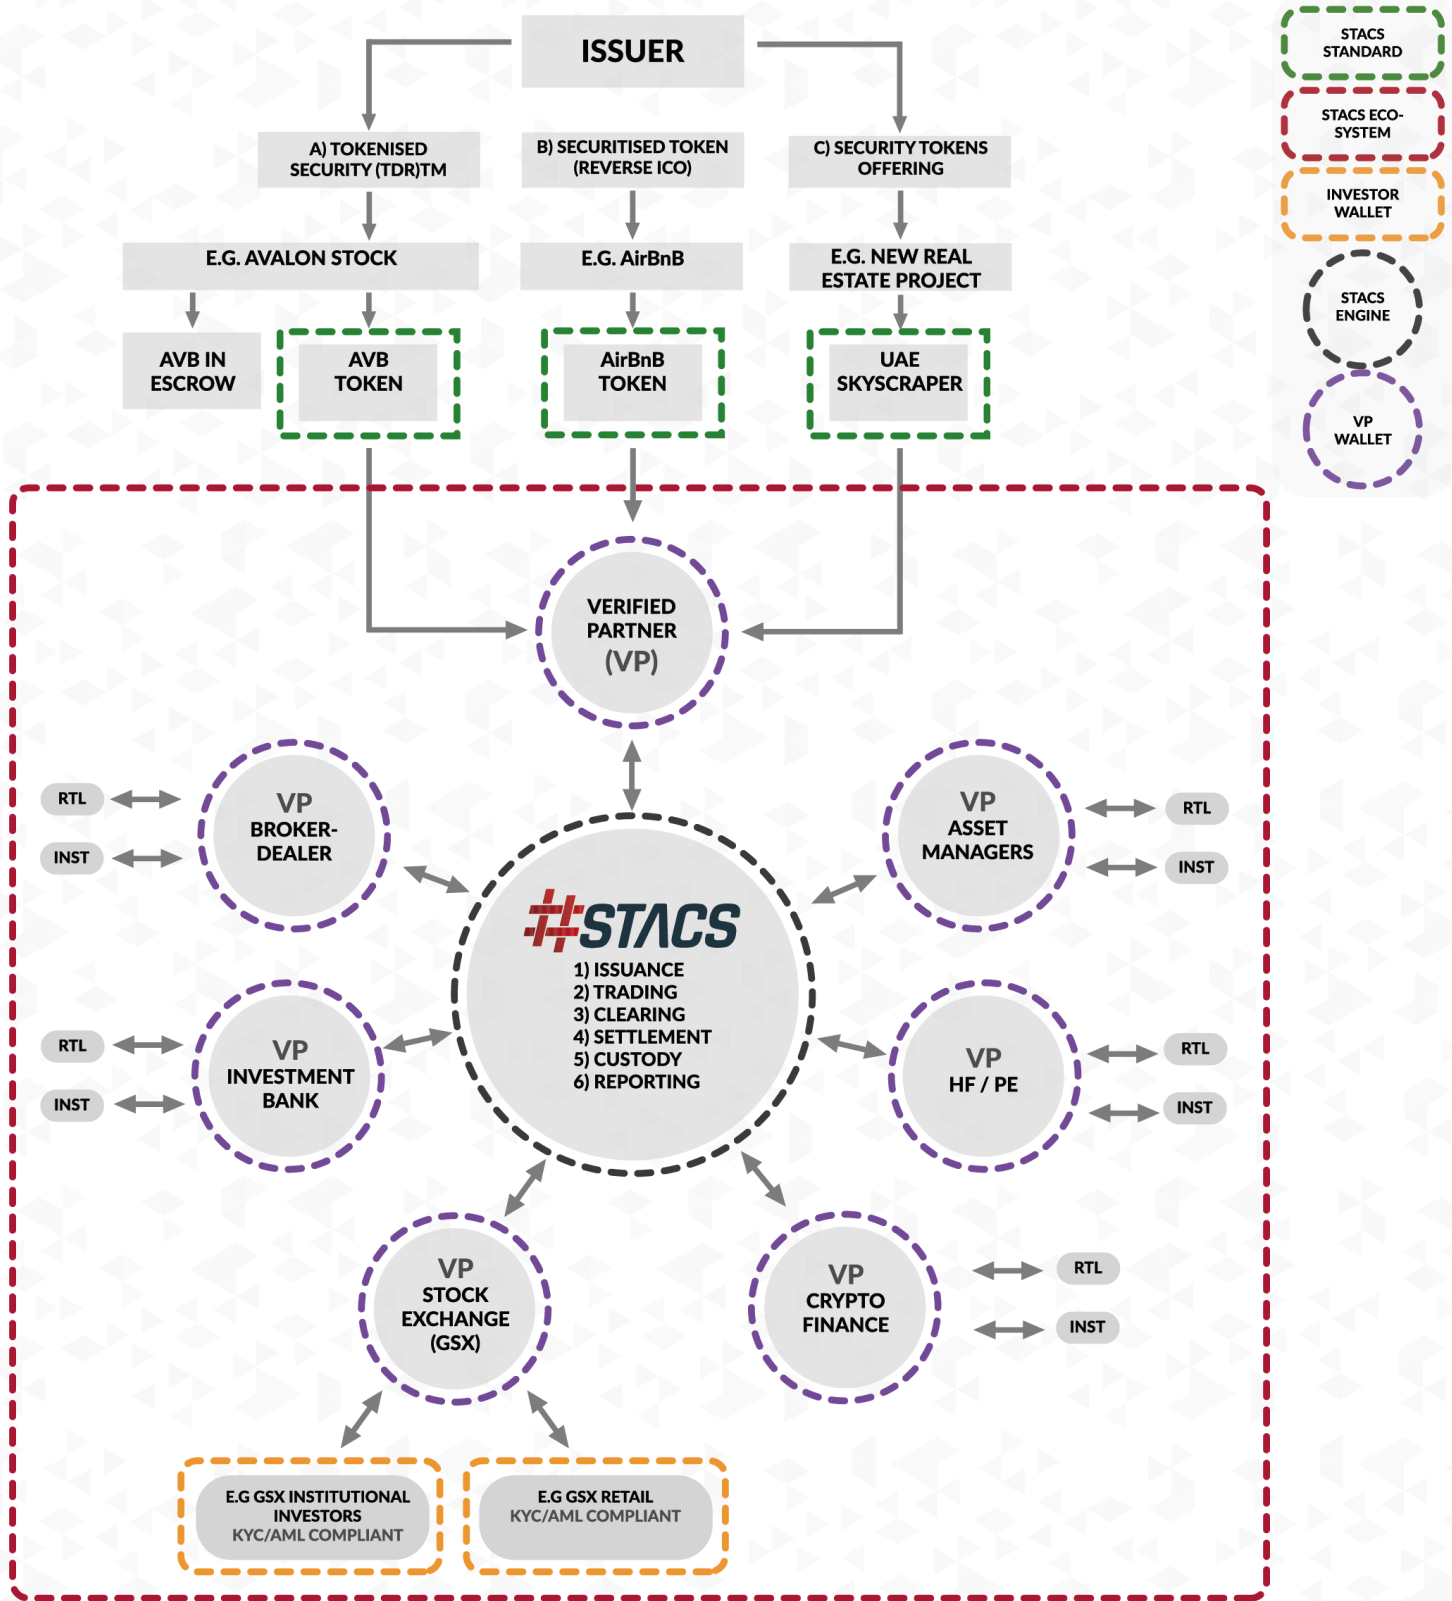 ISSUER
A) TOKENISED
SECURITY (TDR)TM
B) SECURITISED TOKEN
(REVERSE ICO)
C) SECURITY TOKENS
OFFERING
E.G. AVALON STOCK
E.G. AirBnB
E.G. NEW REAL
ESTATE PROJECT
AVB IN
ESCROW
AVB
TOKEN
AirBnB
TOKEN
UAE
SKYSCRAPER
STACS
STANDARD
STACS ECO-
SYSTEM
INVESTOR
WALLET
STACS
ENGINE
VP
WALLET
VERIFIED
PARTNER
(VP)
RTL
INST
VP
BROKER-
DEALER
VP
ASSET
MANAGERS
RTL
INST
#STACS
1) ISSUANCE
2) TRADING
3) CLEARING
4) SETTLEMENT
5) CUSTODY
6) REPORTING
RTL
INST
VP
INVESTMENT
BANK
VP
HF / PE
RTL
INST
VP
STOCK
EXCHANGE
(GSX)
VP
CRYPTO
FINANCE
RTL
INST
E.G GSX INSTITUTIONAL
INVESTORS
KYC/AML COMPLIANT
E.G GSX RETAIL
KYC/AML COMPLIANT